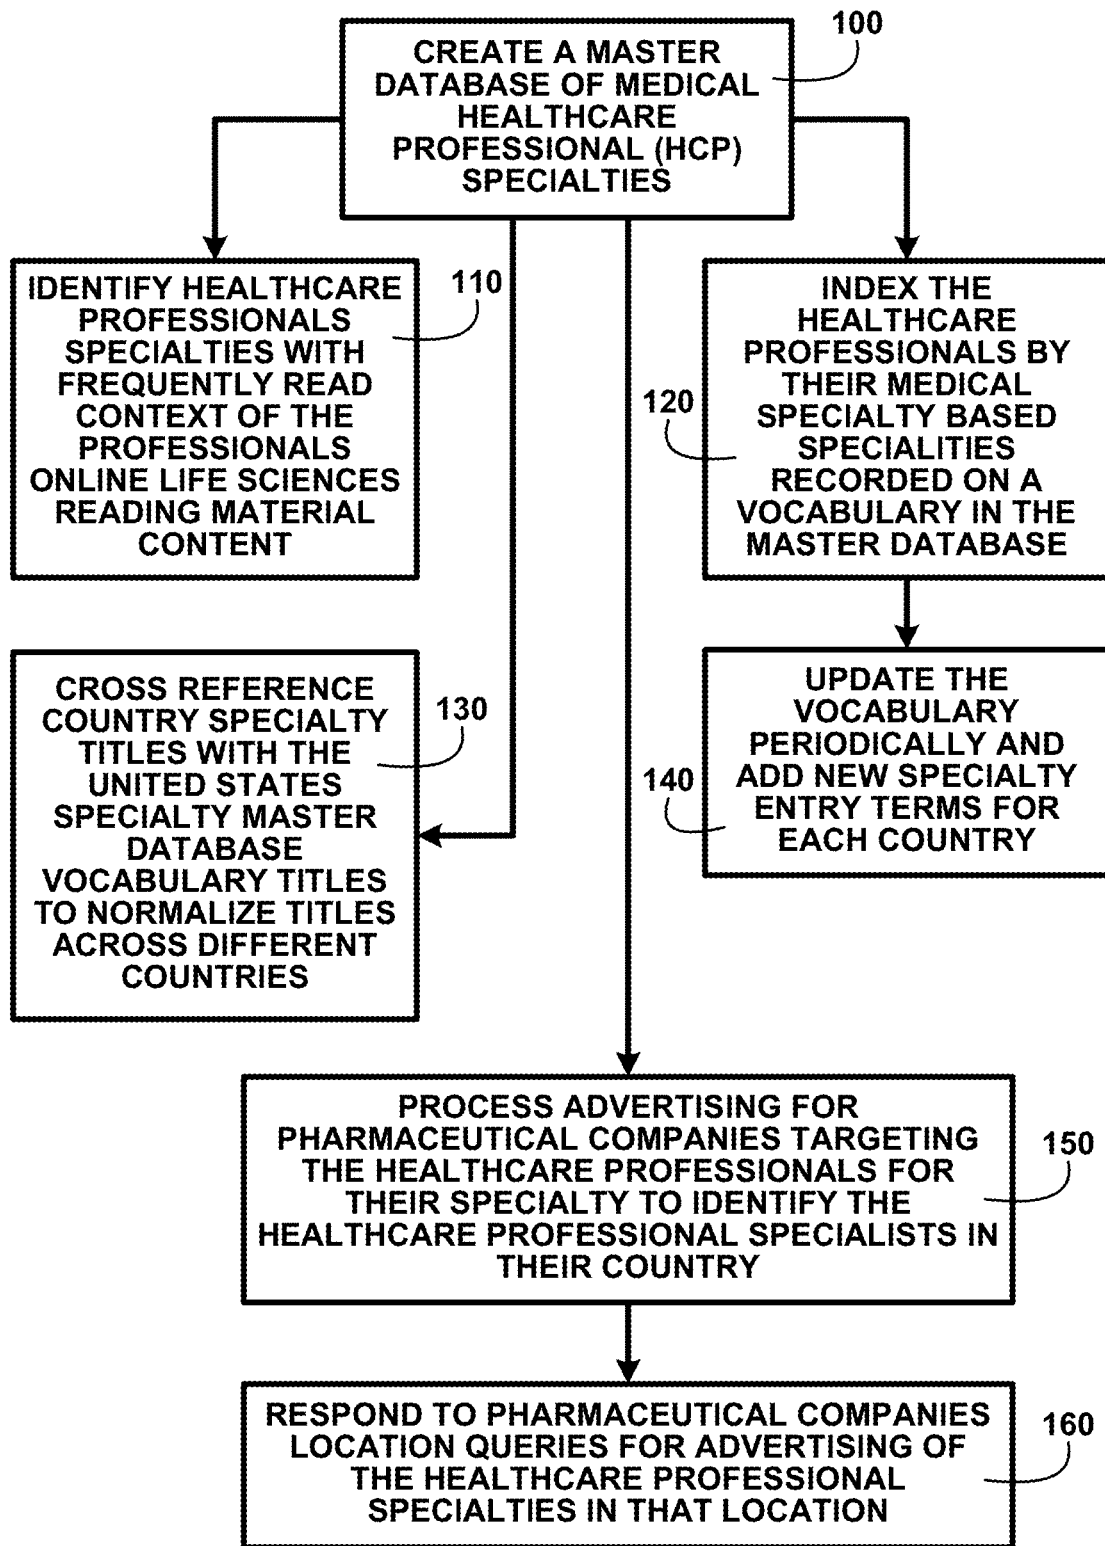 100
CREATE A MASTER
DATABASE OF MEDICAL
HEALTHCARE
PROFESSIONAL (HCP)
SPECIALTIES
110
IDENTIFY HEALTHCARE
PROFESSIONALS
SPECIALTIES WITH
FREQUENTLY READ
CONTEXT OF THE
PROFESSIONALS
ONLINE LIFE SCIENCES
READING MATERIAL
CONTENT
120
INDEX THE
HEALTHCARE
PROFESSIONALS BY
THEIR MEDICAL
SPECIALTY BASED
SPECIALITIES
RECORDED ON A
VOCABULARY IN THE
MASTER DATABASE
130
CROSS REFERENCE
COUNTRY SPECIALTY
TITLES WITH THE
UNITED STATES
SPECIALTY MASTER
DATABASE
VOCABULARY TITLES
TO NORMALIZE TITLES
ACROSS DIFFERENT
COUNTRIES
140
UPDATE THE
VOCABULARY
PERIODICALLY AND
ADD NEW SPECIALTY
ENTRY TERMS FOR
EACH COUNTRY
150
PROCESS ADVERTISING FOR
PHARMACEUTICAL COMPANIES TARGETING
THE HEALTHCARE PROFESSIONALS FOR
THEIR SPECIALTY TO IDENTIFY THE
HEALTHCARE PROFESSIONAL SPECIALISTS IN
THEIR COUNTRY
160
RESPOND TO PHARMACEUTICAL COMPANIES
LOCATION QUERIES FOR ADVERTISING OF
THE HEALTHCARE PROFESSIONAL
SPECIALTIES IN THAT LOCATION